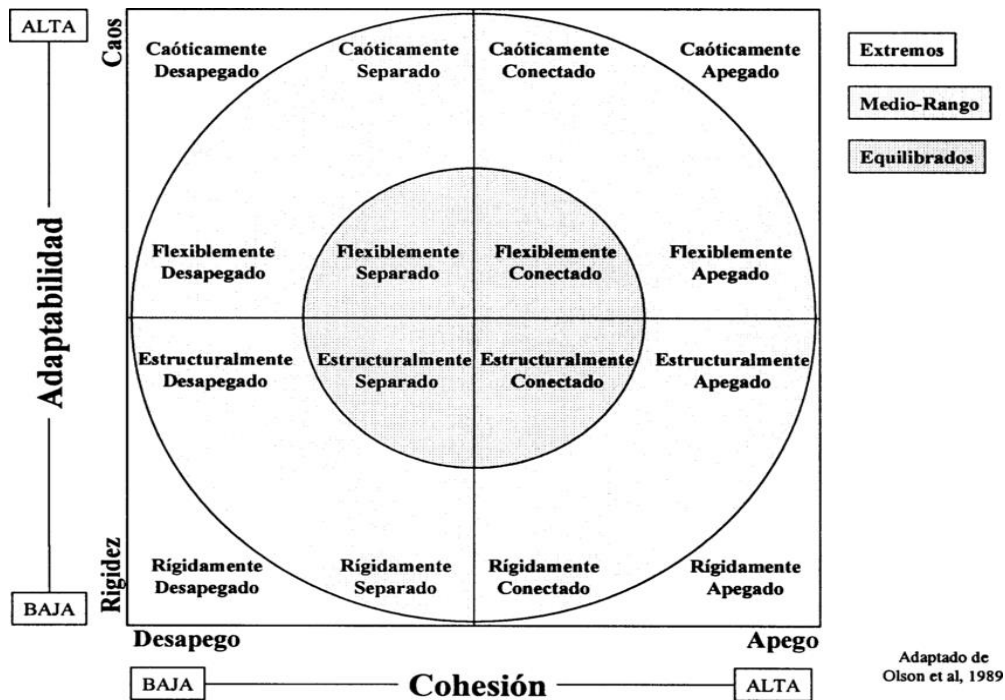 ALTA
Caos
Caóticamente
Desapegado
Caóticamente
Separado
Caóticamente
Conectado
Caóticamente
Apegado
Extremos
Medio-Rango
Equilibrados
Adaptabilidad
Flexiblemente
Desapegado
Flexiblemente
Separado
Flexiblemente
Conectado
Flexiblemente
Apegado
Estructuralmente
Desapegado
Estructuralmente
Separado
Estructuralmente
Conectado
Estructuralmente
Apegado
Rígidamente
Desapegado
Rígidamente
Separado
Rígidamente
Conectado
Rígidamente
Apegado
Rigidez
BAJA
Desapego
Apego
BAJA
Cohesión
ALTA
Adaptado de
Olson et al, 1989